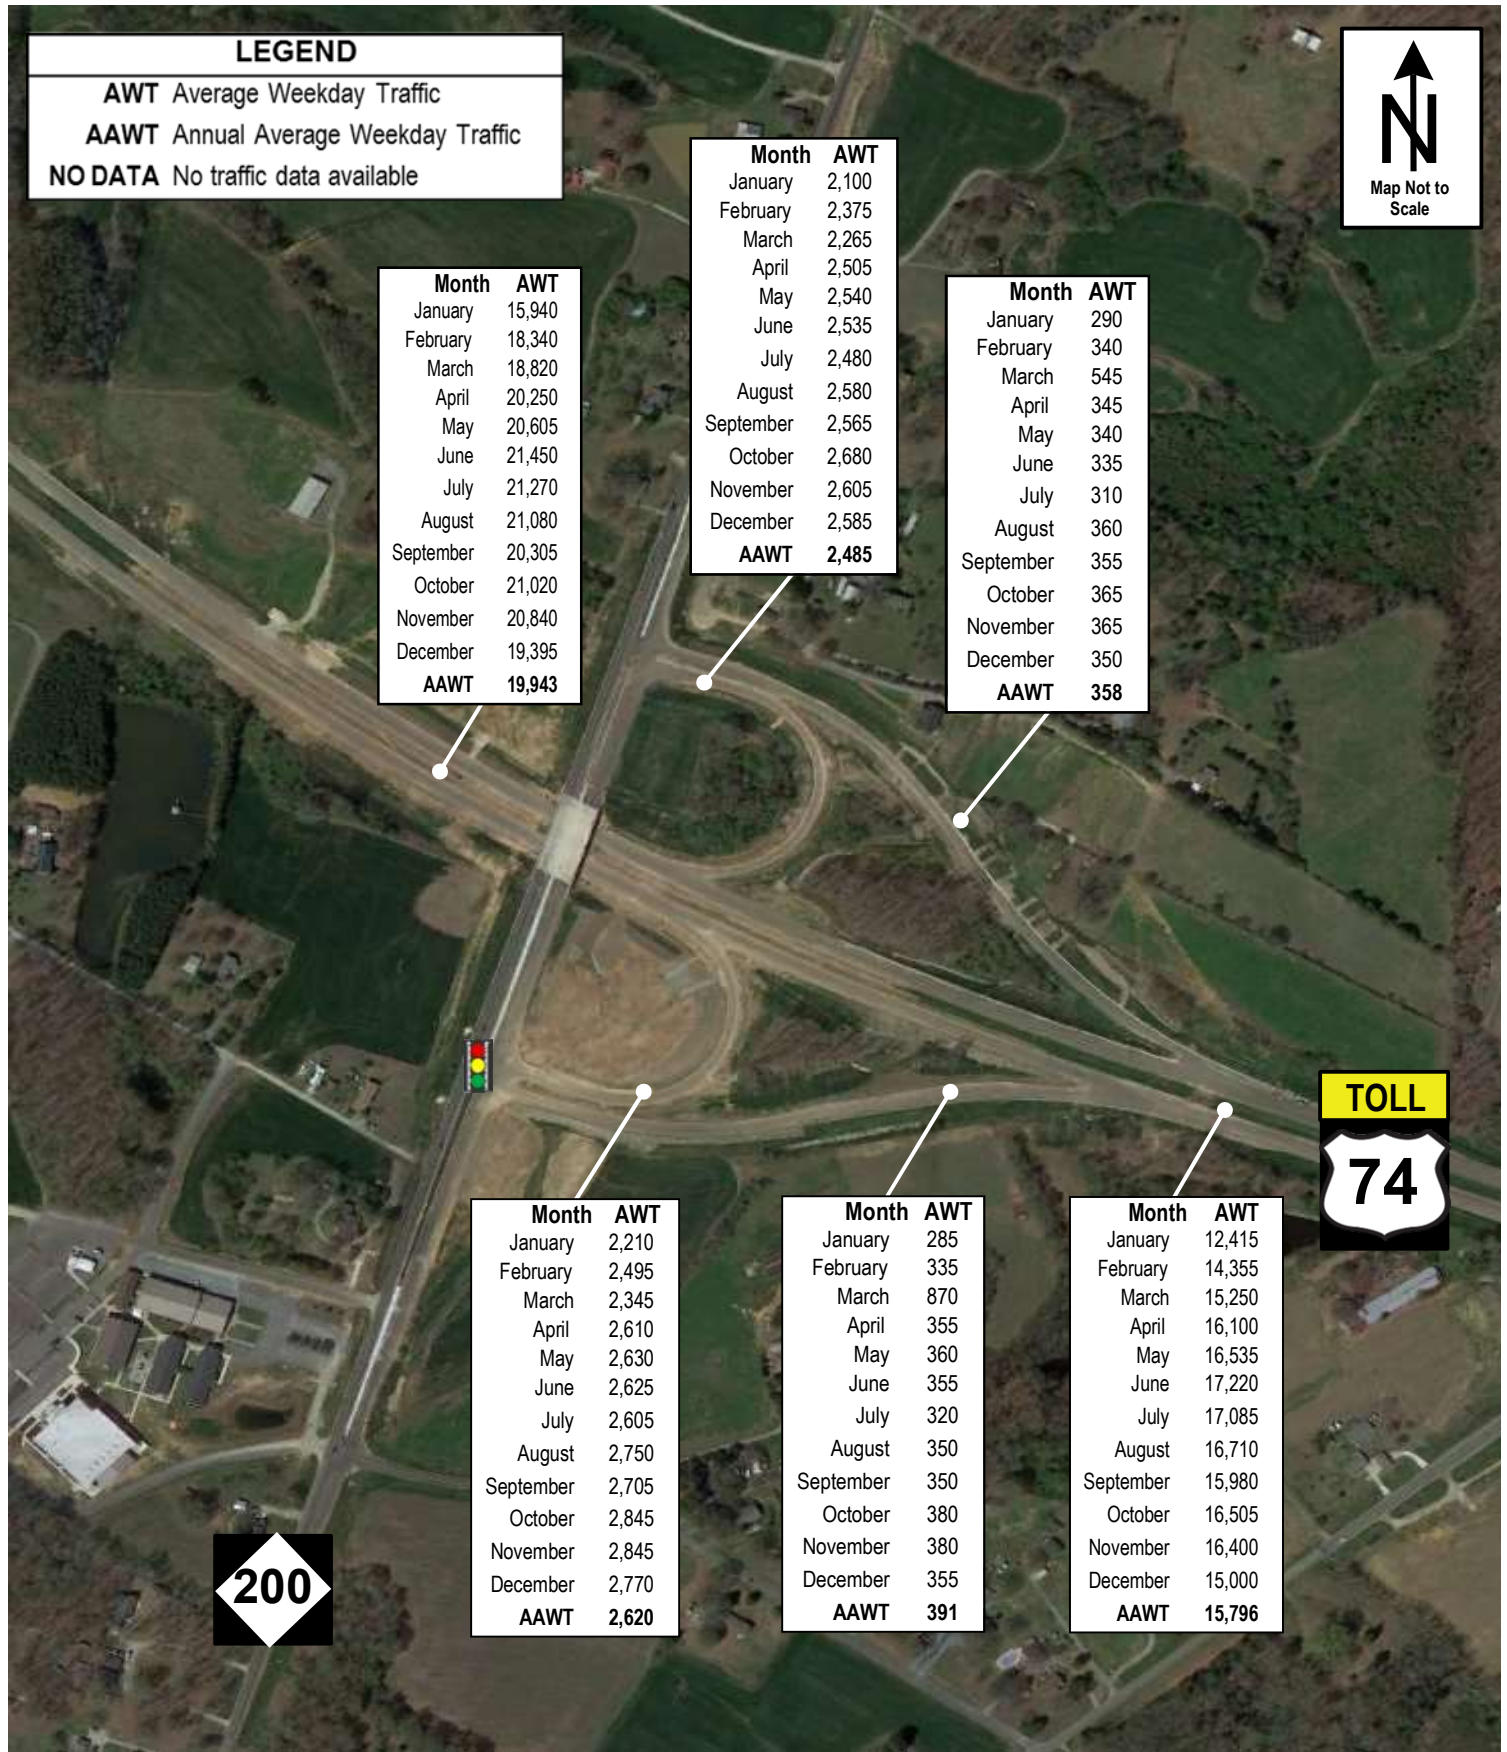 LEGEND
AWT Average Weekday Traffic
AAWT Annual Average Weekday Traffic
NO DATA No traffic data available
N
Map Not to
Scale
Month AWT
January 15,940
February 18,340
March 18,820
April 20,250
May 20,605
June 21,450
July 21,270
August 21,080
September 20,305
October 21,020
November 20,840
December 19,395
AAWT 19,943
Month AWT
January 2,100
February 2,375
March 2,265
April 2,505
May 2,540
June 2,535
July 2,480
August 2,580
September 2,565
October 2,680
November 2,605
December 2,585
AAWT 2,485
Month AWT
January 290
February 340
March 545
April 345
May 340
June 335
July 310
August 360
September 355
October 365
November 365
December 350
AAWT 358
TOLL
74
Month AWT
January 2,210
February 2,495
March 2,345
April 2,610
May 2,630
June 2,625
July 2,605
August 2,750
September 2,705
October 2,845
November 2,845
December 2,770
AAWT 2,620
Month AWT
January 285
February 335
March 870
April 355
May 360
June 355
July 320
August 350
September 350
October 380
November 380
December 355
AAWT 391
Month AWT
January 12,415
February 14,355
March 15,250
April 16,100
May 16,535
June 17,220
July 17,085
August 16,710
September 15,980
October 16,505
November 16,400
December 15,000
AAWT 15,796
200